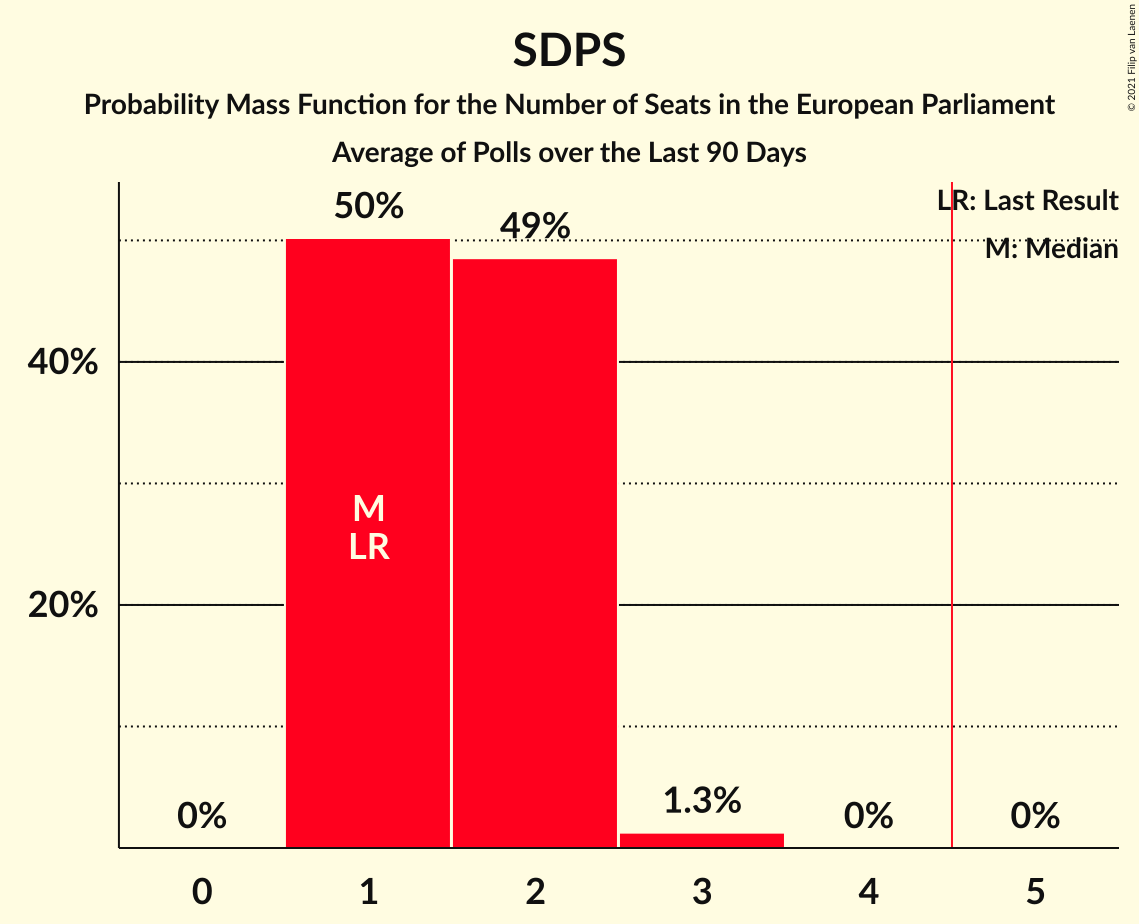 SDPS
Probability Mass Function for the Number of Seats in the European Parliament
Average of Polls over the Last 90 Days
© 2021 Filip van Laenen
LR: Last Result
M: Median
50%
49%
40%
M
LR
20%
0%
1.3%
0%
0%
0
1
2
3
4
5